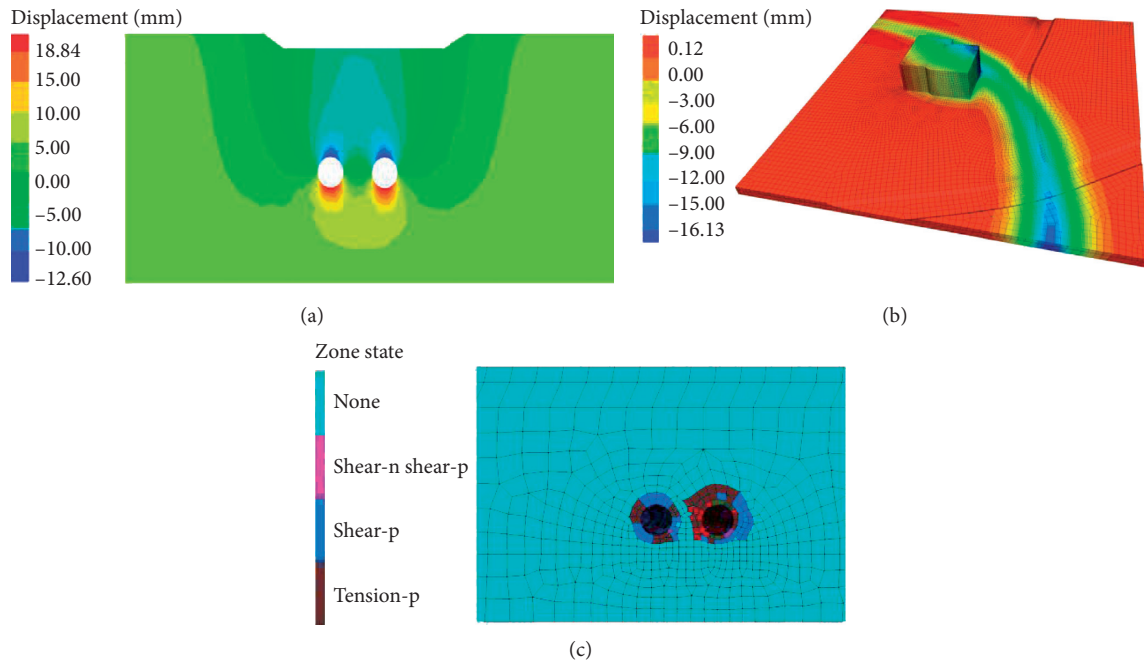 Displacement (mm)
18.84
15.00
10.00
5.00
0.00
–5.00
–10.00
–12.60
(a)
Displacement (mm)
0.12
0.00
–3.00
–6.00
–9.00
–12.00
–15.00
–16.13
(b)
Zone state
None
Shear-n shear-p
Shear-p
Tension-p
(c)